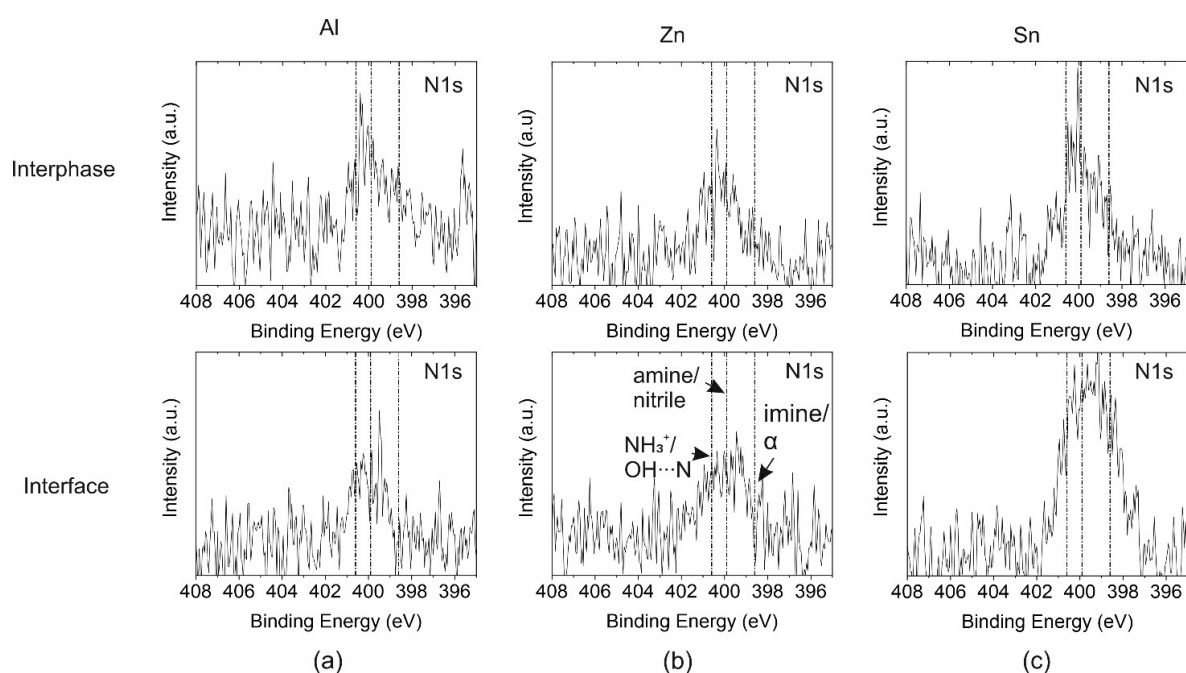 Al
Zn
Sn
Interphase
Intensity (a.u.)
N1s
408 406 404 402 400 398 396
Binding Energy (eV)
Intensity (a.u)
N1s
408 406 404 402 400 398 396
Binding Energy (eV)
Intensity (a.u.)
N1s
408 406 404 402 400 398 396
Binding Energy (eV)
Interface
Intensity (a.u.)
N1s
408 406 404 402 400 398 396
Binding Energy (eV)
Intensity (a.u.)
amine/
nitrile
N1s
imine/
α
NH₃⁺/
OH···N
408 406 404 402 400 398 396
Binding Energy (eV)
Intensity (a.u.)
N1s
408 406 404 402 400 398 396
Binding Energy (eV)
(a)
(b)
(c)